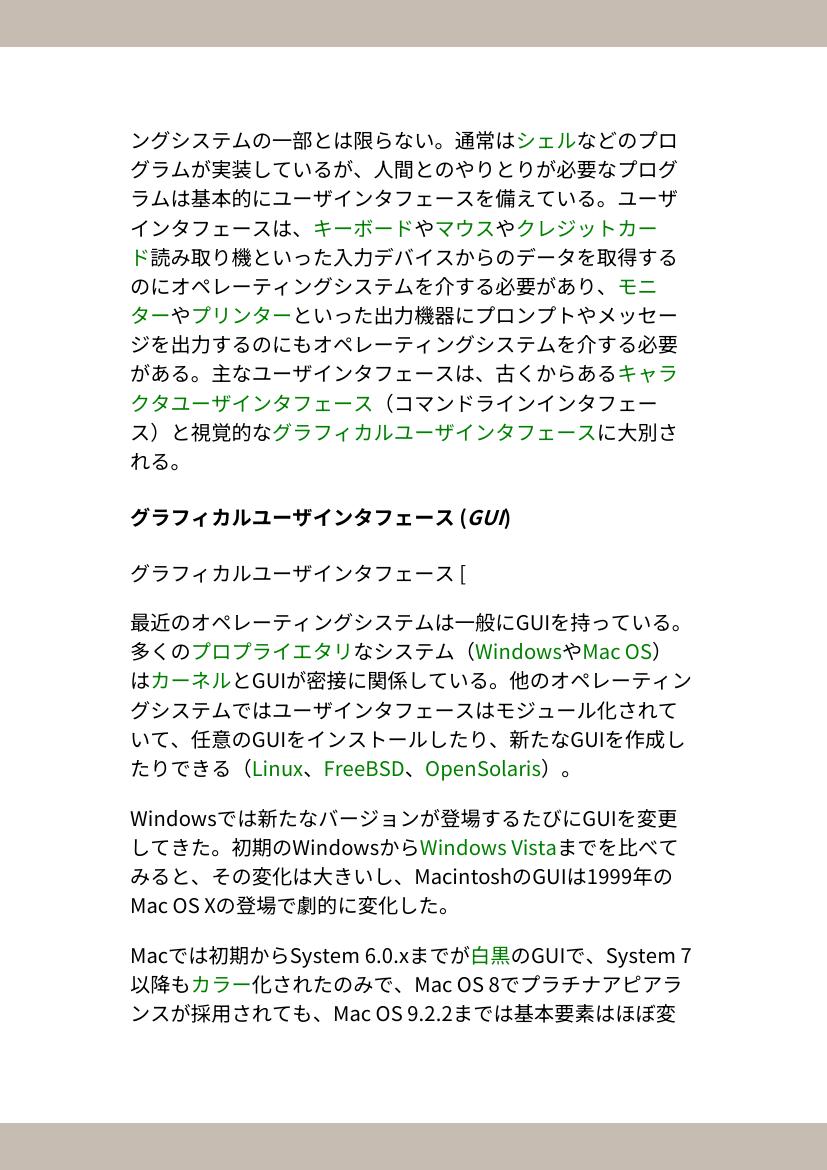 ングシステムの一部とは限らない。通常はシェルなどのプロ
グラムが実装しているが、人間とのやりとりが必要なプログ
ラムは基本的にユーザインタフェースを備えている。ユーザ
インタフェースは、キーボードやマウスやクレジットカー
ド読み取り機といった入力デバイスからのデータを取得する
のにオペレーティングシステムを介する必要があり、モニ
ターやプリンターといった出力機器にプロンプトやメッセー
ジを出力するのにもオペレーティングシステムを介する必要
がある。主なユーザインタフェースは、古くからあるキャラ
クタユーザインタフェース（コマンドラインインタフェー
ス）と視覚的なグラフィカルユーザインタフェースに大別さ
れる。
グラフィカルユーザインタフェース (GUI)
グラフィカルユーザインタフェース [
最近のオペレーティングシステムは一般にGUIを持っている。
多くのプロプライエタリなシステム（WindowsやMac OS）
はカーネルとGUIが密接に関係している。他のオペレーティン
グシステムではユーザインタフェースはモジュール化されて
いて、任意のGUIをインストールしたり、新たなGUIを作成し
たりできる（Linux、FreeBSD、OpenSolaris）。
Windowsでは新たなバージョンが登場するたびにGUIを変更
してきた。初期のWindowsからWindows Vistaまでを比べて
みると、その変化は大きいし、MacintoshのGUIは1999年の
Mac OS Xの登場で劇的に変化した。
Macでは初期からSystem 6.0.xまでが白黒のGUIで、System 7
以降もカラー化されたのみで、Mac OS 8でプラチナアピアラ
ンスが採用されても、Mac OS 9.2.2までは基本要素はほぼ変